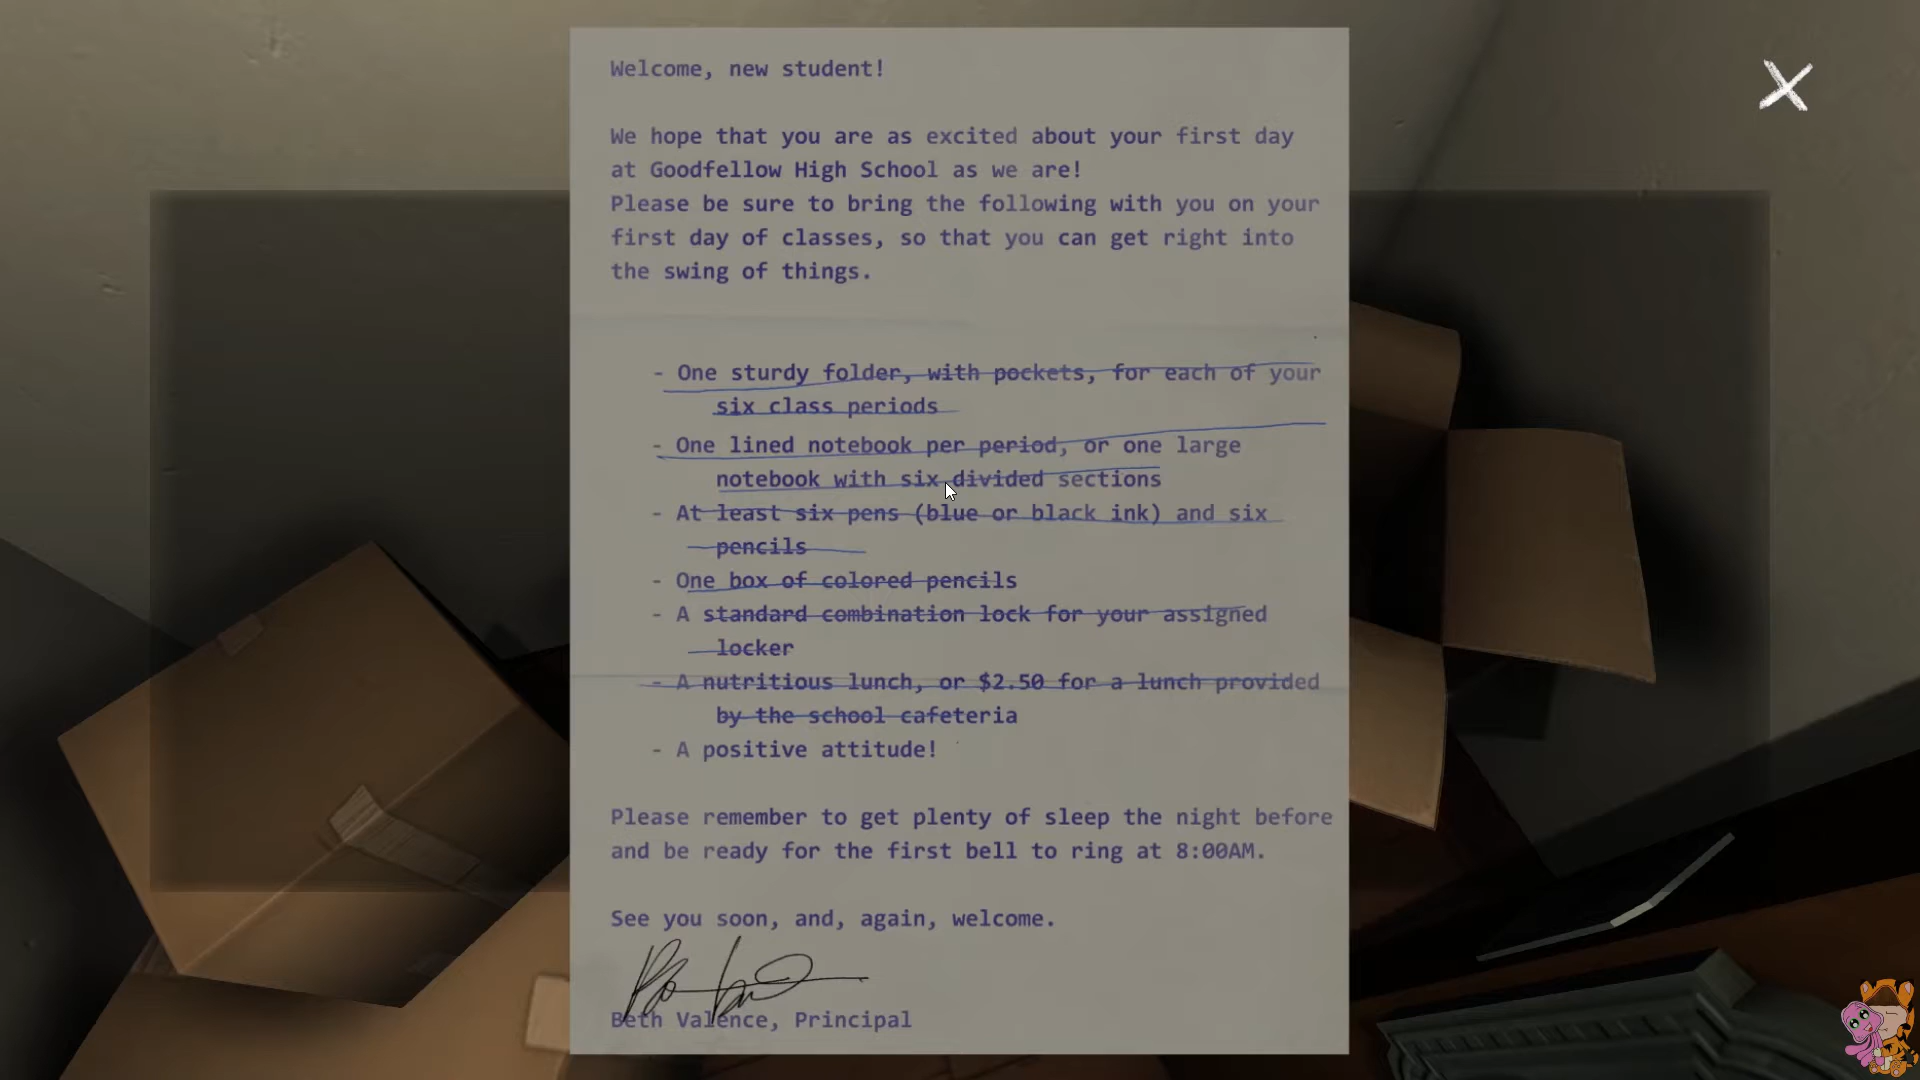 Welcome, new student!
We hope that you are as excited about your first day
at Goodfellow High School as we are!
Please be sure to bring the following with you on your
first day of classes, so that you can get right into
the swing of things.
- One sturdy folder, with pockets, for each of your
six class periods
- One lined notebook per period, or one large
notebook with six divided sections
- At least six pens (blue or black ink) and six
pencils
- One box of colored pencils
- A standard combination lock for your assigned
locker
- A nutritious lunch, or $2.50 for a lunch provided
by the school cafeteria
- A positive attitude!
Please remember to get plenty of sleep the night before
and be ready for the first bell to ring at 8:00AM.
See you soon, and, again, welcome.
Beth Valence, Principal